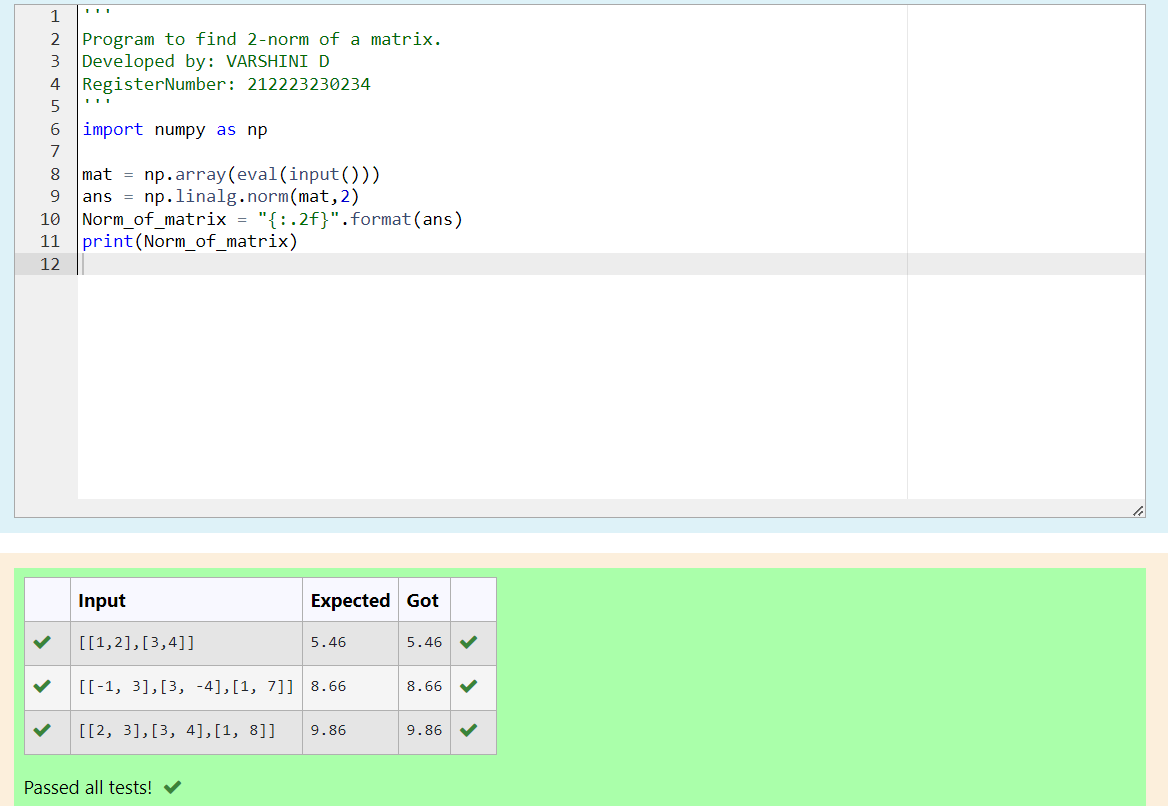 1 '''
2 Program to find 2-norm of a matrix.
3 Developed by: VARSHINI D
4 RegisterNumber: 212223230234
5 '''
6 import numpy as np
7
8 mat = np.array(eval(input()))
9 ans = np.linalg.norm(mat,2)
10 Norm_of_matrix = "{:.2f}".format(ans)
11 print(Norm_of_matrix)
12
Input Expected Got
[[1,2],[3,4]] 5.46 5.46
[[-1, 3],[3, -4],[1, 7]] 8.66 8.66
[[2, 3],[3, 4],[1, 8]] 9.86 9.86
Passed all tests!